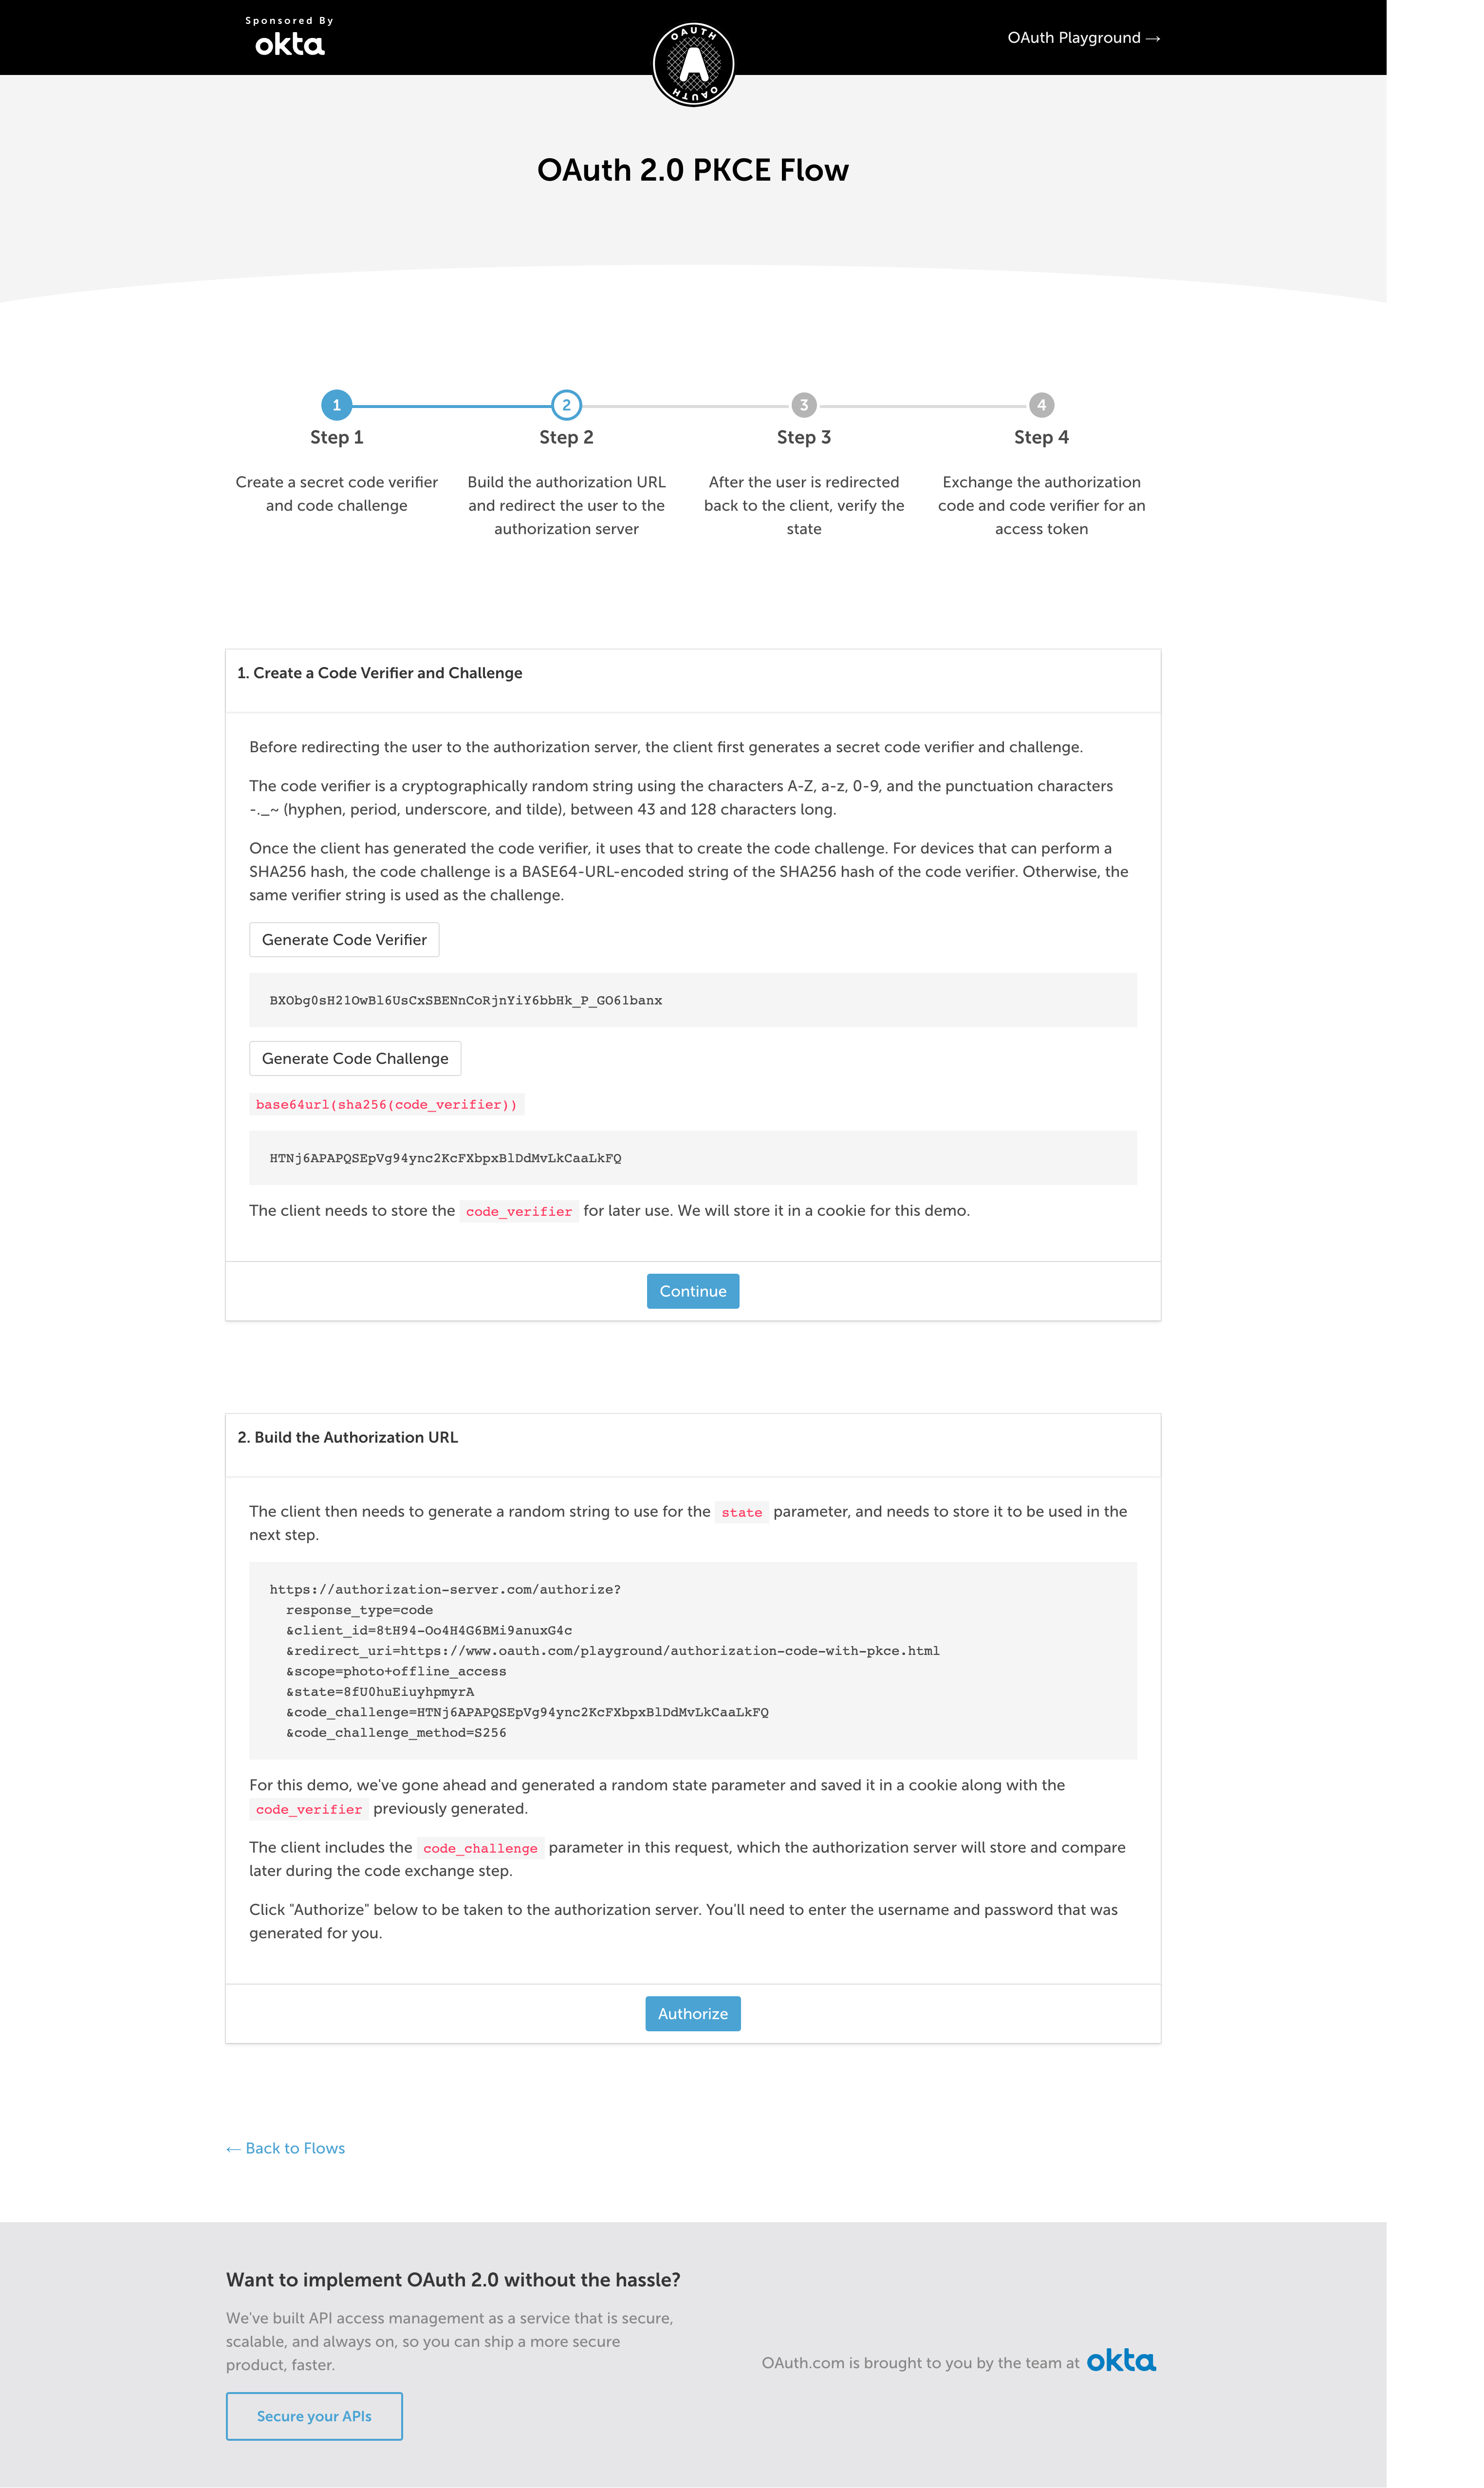 Sponsored By
okta
OAUTH
A
OAUTH
OAuth Playground →
OAuth 2.0 PKCE Flow
1
Step 1
Create a secret code verifier
and code challenge
2
Step 2
Build the authorization URL
and redirect the user to the
authorization server
3
Step 3
After the user is redirected
back to the client, verify the
state
4
Step 4
Exchange the authorization
code and code verifier for an
access token
1. Create a Code Verifier and Challenge
Before redirecting the user to the authorization server, the client first generates a secret code verifier and challenge.
The code verifier is a cryptographically random string using the characters A-Z, a-z, 0-9, and the punctuation characters
-._~ (hyphen, period, underscore, and tilde), between 43 and 128 characters long.
Once the client has generated the code verifier, it uses that to create the code challenge. For devices that can perform a
SHA256 hash, the code challenge is a BASE64-URL-encoded string of the SHA256 hash of the code verifier. Otherwise, the
same verifier string is used as the challenge.
Generate Code Verifier
BXObg0sH2lOwBl6UsCxSBENnCoRjnYiY6bbHk_P_GO61banx
Generate Code Challenge
base64url(sha256(code_verifier))
HTNj6APAPQSEpVg94ync2KcFXbpxBlDdMvLkCaaLkFQ
The client needs to store the code_verifier for later use. We will store it in a cookie for this demo.
Continue
2. Build the Authorization URL
The client then needs to generate a random string to use for the state parameter, and needs to store it to be used in the
next step.
https://authorization-server.com/authorize?
response_type=code
&client_id=8tH94-Oo4H4G6BMi9anuxG4c
&redirect_uri=https://www.oauth.com/playground/authorization-code-with-pkce.html
&scope=photo+offline_access
&state=8fU0huEiuyhpmyrA
&code_challenge=HTNj6APAPQSEpVg94ync2KcFXbpxBlDdMvLkCaaLkFQ
&code_challenge_method=S256
For this demo, we've gone ahead and generated a random state parameter and saved it in a cookie along with the
code_verifier previously generated.
The client includes the code_challenge parameter in this request, which the authorization server will store and compare
later during the code exchange step.
Click "Authorize" below to be taken to the authorization server. You'll need to enter the username and password that was
generated for you.
Authorize
← Back to Flows
Want to implement OAuth 2.0 without the hassle?
We've built API access management as a service that is secure,
scalable, and always on, so you can ship a more secure
product, faster.
Secure your APIs
OAuth.com is brought to you by the team at okta